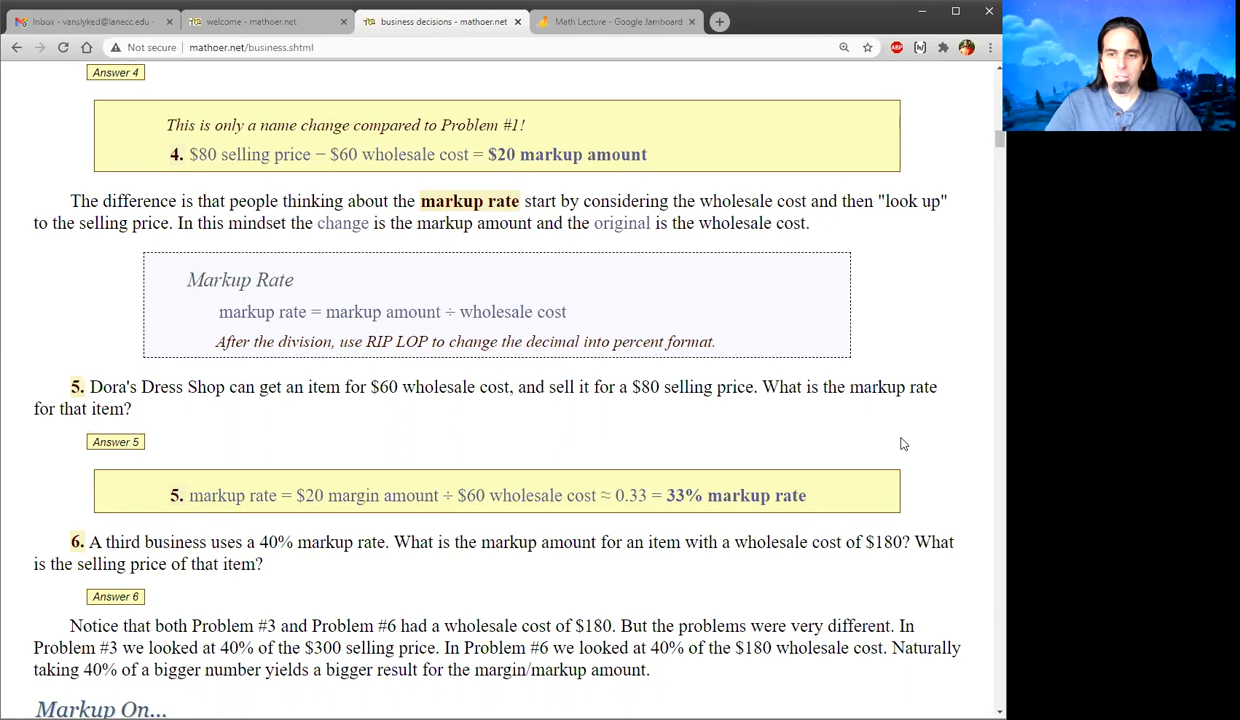 Inbox - vanslyked@lanecc.edu -
welcome - mathoer.net
business decisions - mathoer.net
Math Lecture - Google Jamboard
Not secure | mathoer.net/business.shtml
ABP
Answer 4
This is only a name change compared to Problem #1!
4. $80 selling price − $60 wholesale cost = $20 markup amount
The difference is that people thinking about the markup rate start by considering the wholesale cost and then "look up"
to the selling price. In this mindset the change is the markup amount and the original is the wholesale cost.
Markup Rate
markup rate = markup amount ÷ wholesale cost
After the division, use RIP LOP to change the decimal into percent format.
5. Dora's Dress Shop can get an item for $60 wholesale cost, and sell it for a $80 selling price. What is the markup rate
for that item?
Answer 5
5. markup rate = $20 margin amount ÷ $60 wholesale cost ≈ 0.33 = 33% markup rate
6. A third business uses a 40% markup rate. What is the markup amount for an item with a wholesale cost of $180? What
is the selling price of that item?
Answer 6
Notice that both Problem #3 and Problem #6 had a wholesale cost of $180. But the problems were very different. In
Problem #3 we looked at 40% of the $300 selling price. In Problem #6 we looked at 40% of the $180 wholesale cost. Naturally
taking 40% of a bigger number yields a bigger result for the margin/markup amount.
Markup On...